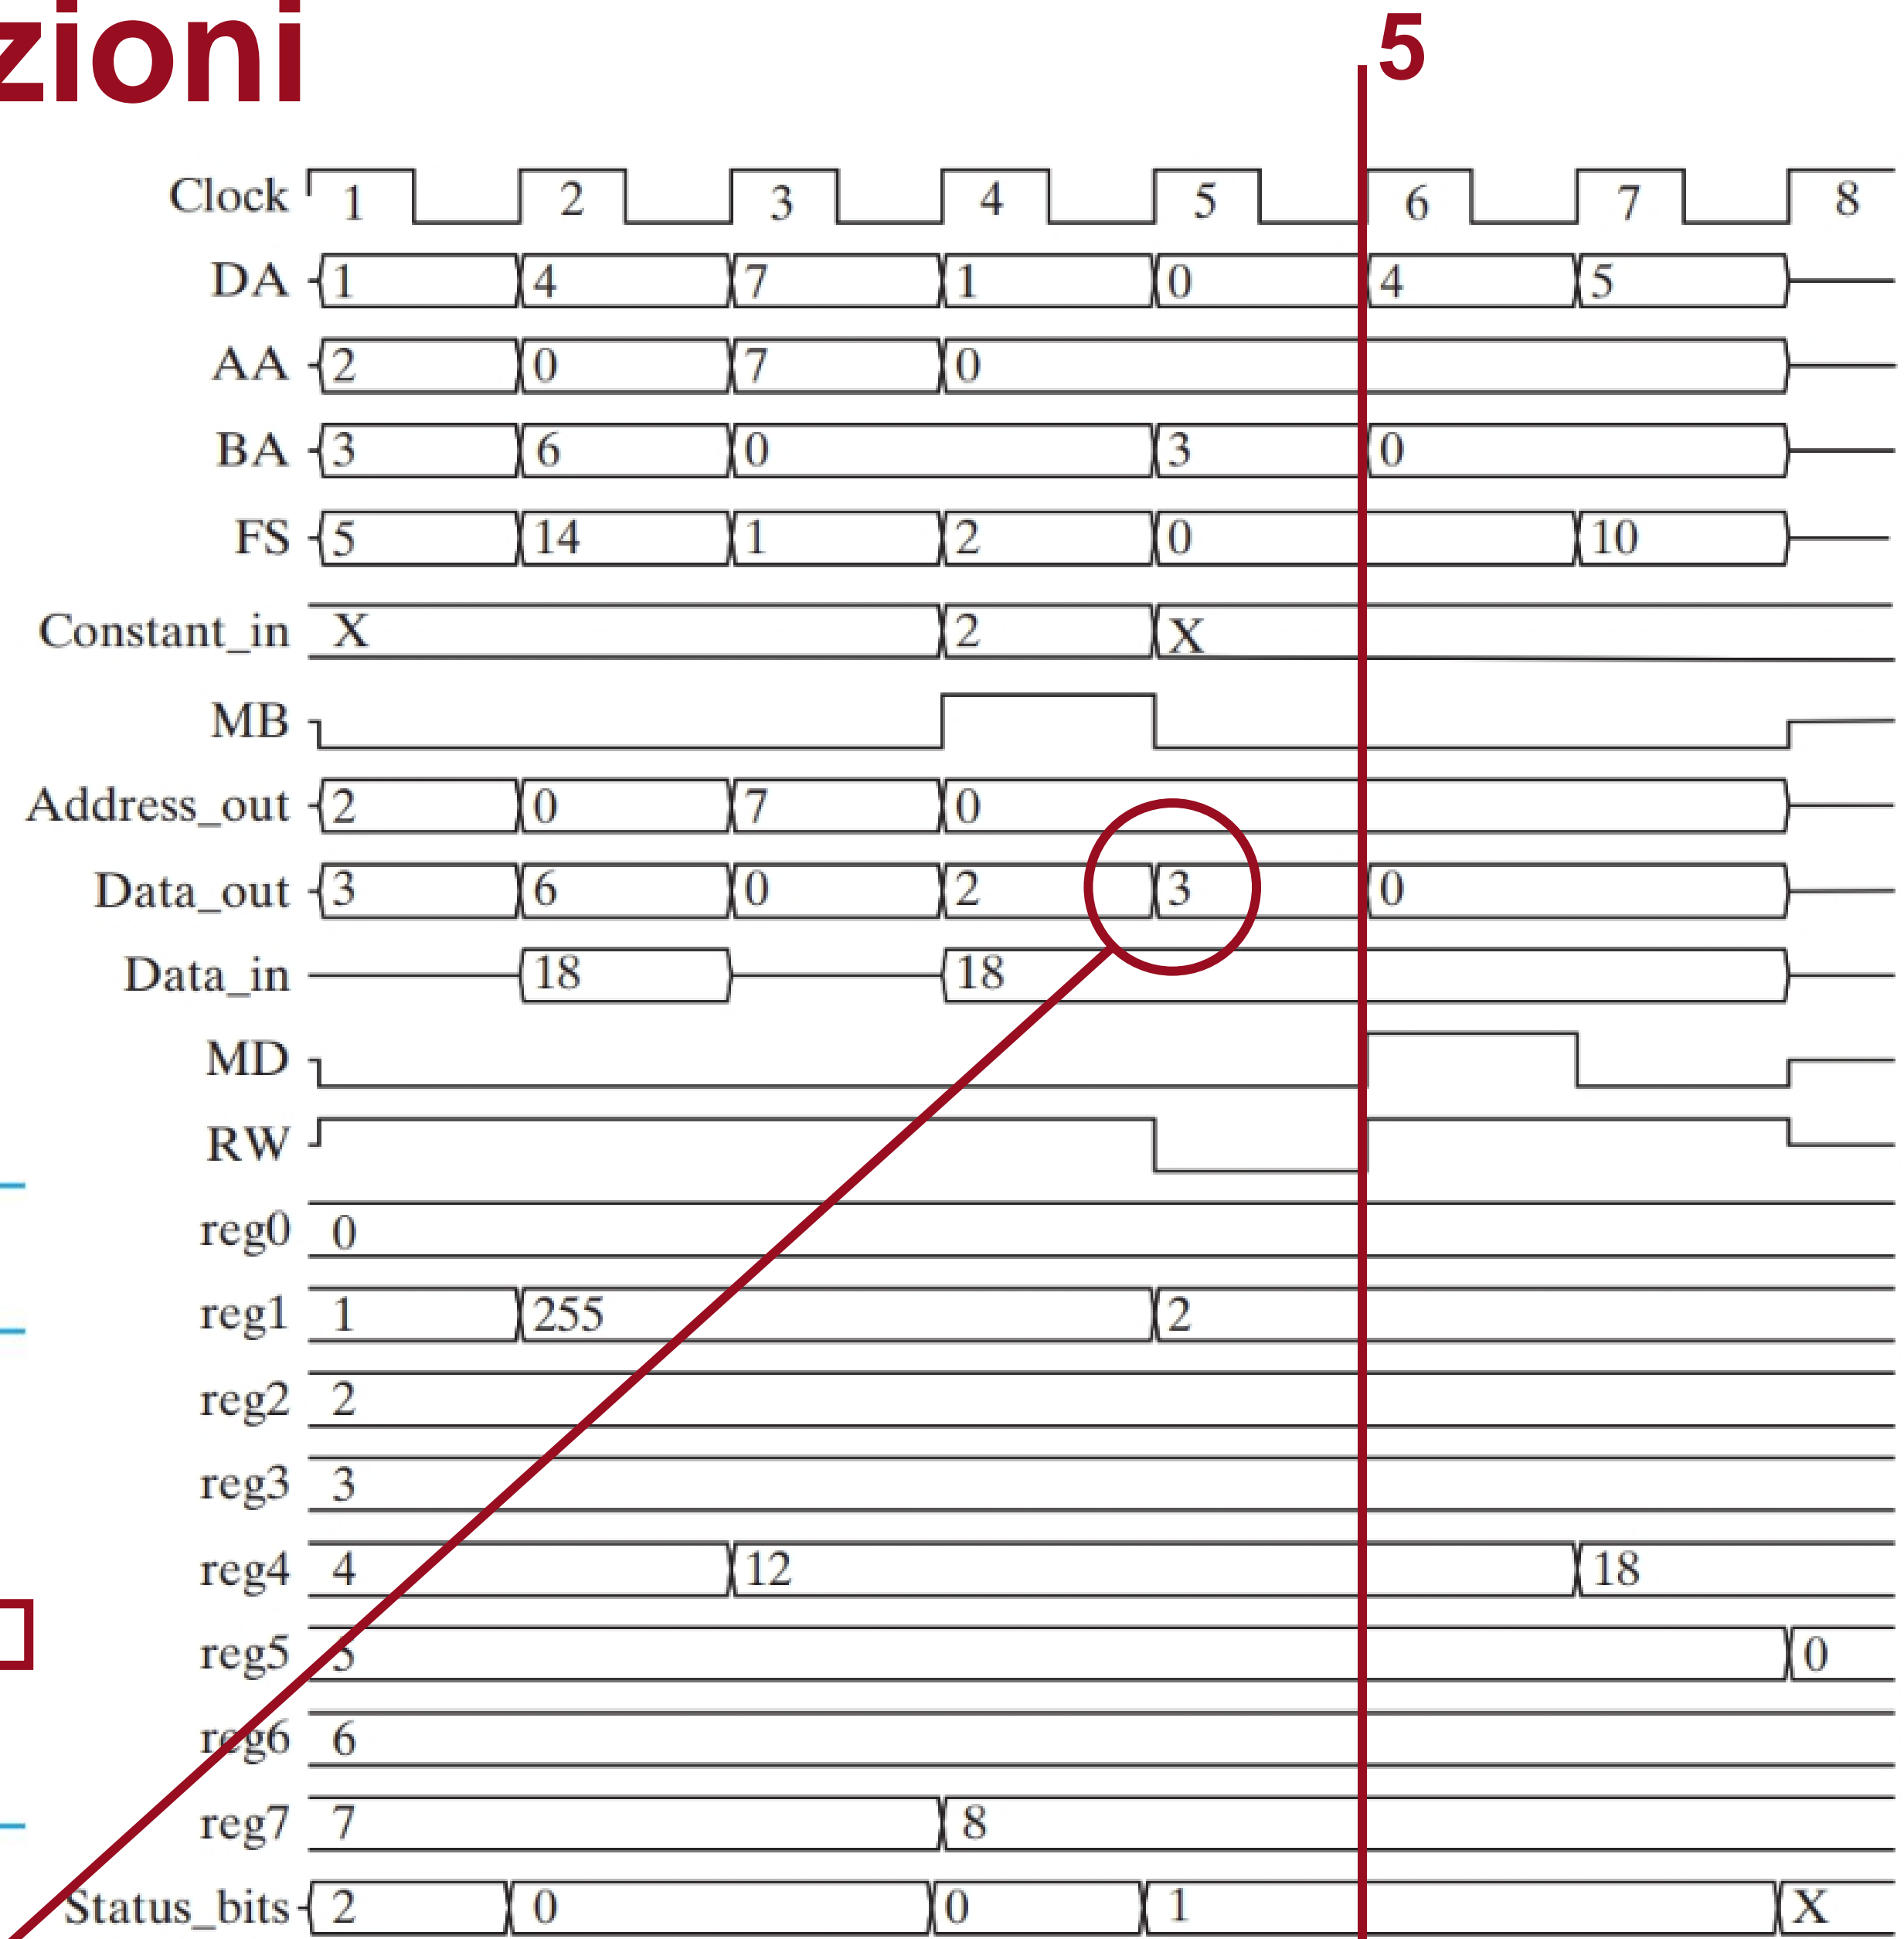 zioni
5
Clock 1 2 3 4 5 6 7 8
DA 1 4 7 1 0 4 5
AA 2 0 7 0
BA 3 6 0 3 0
FS 5 14 1 2 0 10
Constant_in X 2 X
MB
Address_out 2 0 7 0
Data_out 3 6 0 2 3 0
Data_in 18 18
MD
RW
reg0 0
reg1 1 255 2
reg2 2
reg3 3
reg4 4 12 18
reg5 5 0
reg6 6
reg7 7 8
Status_bits 2 0 0 1 X